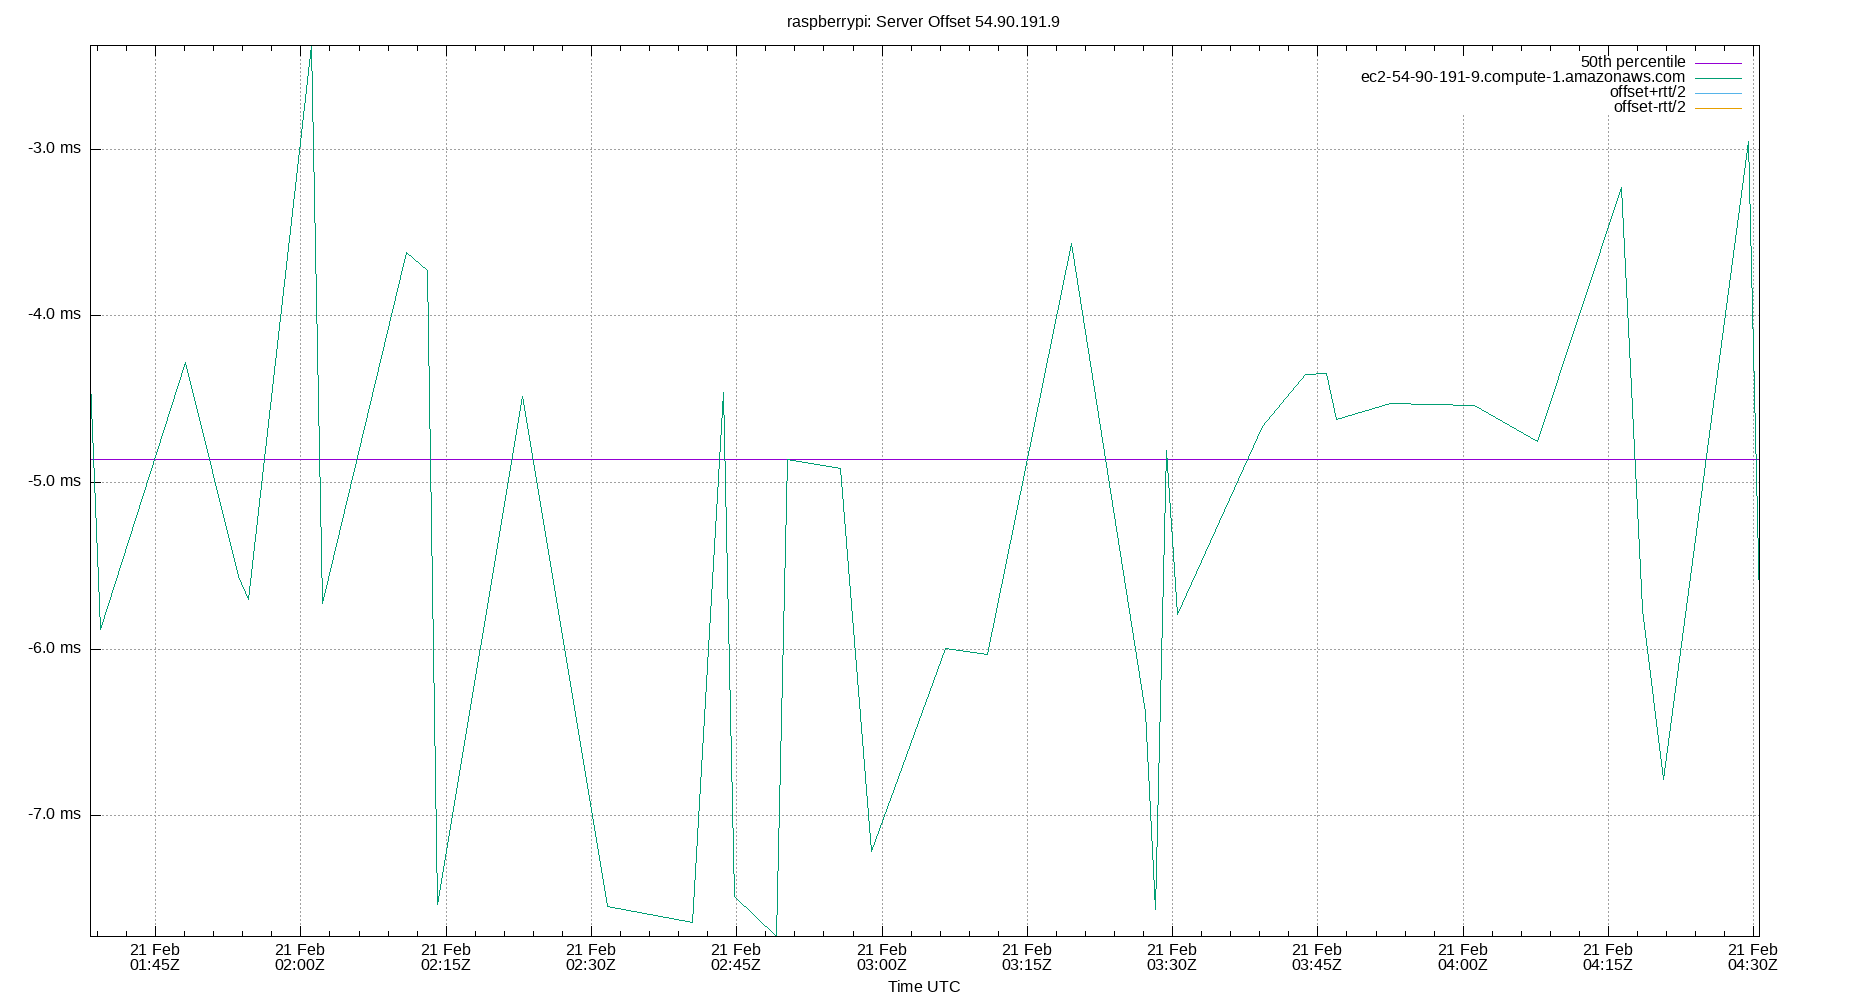 raspberrypi: Server Offset 54.90.191.9
50th percentile
ec2-54-90-191-9.compute-1.amazonaws.com
offset+rtt/2
offset-rtt/2
-3.0 ms
-4.0 ms
-5.0 ms
-6.0 ms
-7.0 ms
21 Feb 21 Feb 21 Feb 21 Feb 21 Feb 21 Feb 21 Feb 21 Feb 21 Feb 21 Feb 21 Feb 21 Feb
01:45Z 02:00Z 02:15Z 02:30Z 02:45Z 03:00Z 03:15Z 03:30Z 03:45Z 04:00Z 04:15Z 04:30Z
Time UTC